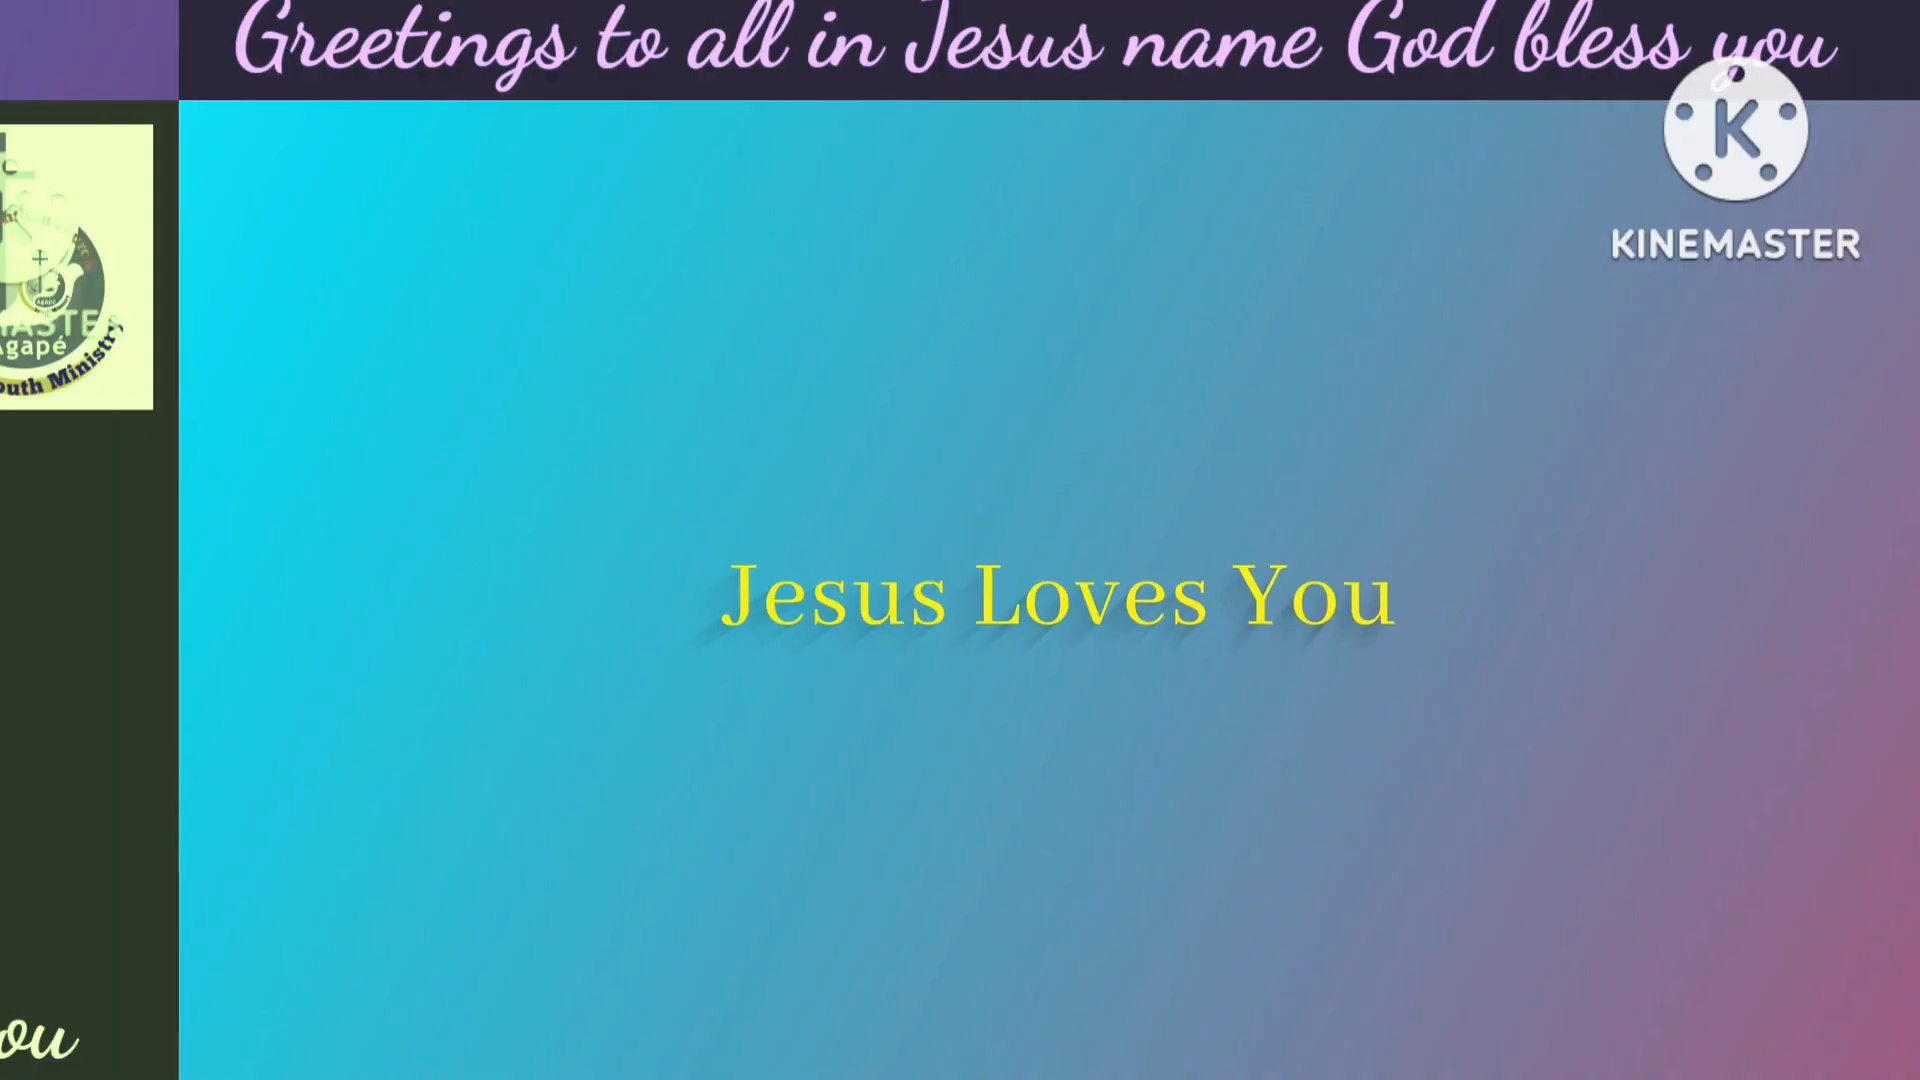 Greetings to all in Jesus name God bless you
KINEMASTER
Agapé
outh Ministry
Jesus Loves You
ou